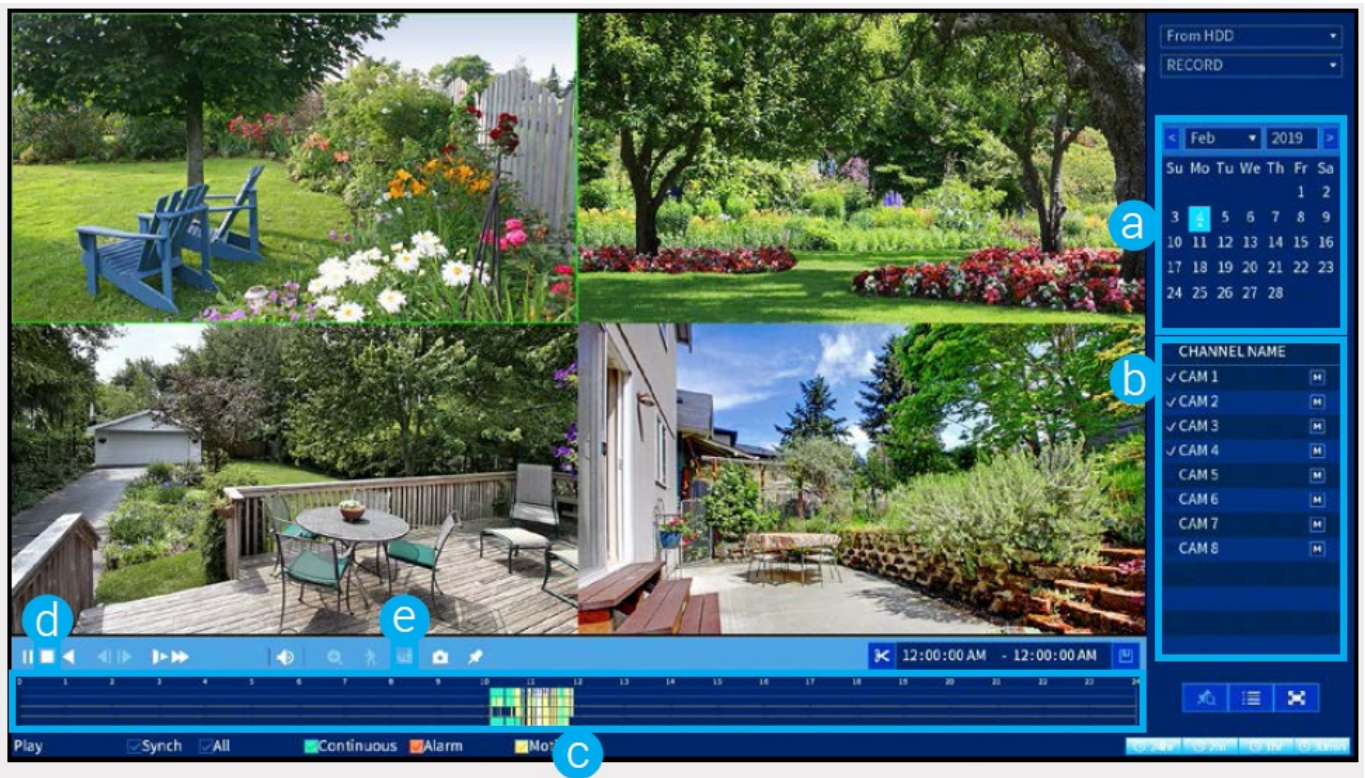 From HDD
RECORD
< Feb 2019 >
Su Mo Tu We Th Fr Sa
1 2
3 4 5 6 7 8 9
10 11 12 13 14 15 16
17 18 19 20 21 22 23
24 25 26 27 28
a
b
CHANNEL NAME
CAM 1 M
CAM 2 M
CAM 3 M
CAM 4 M
CAM 5 M
CAM 6 M
CAM 7 M
CAM 8 M
d
e
12:00:00 AM - 12:00:00 AM
0 1 2 3 4 5 6 7 8 9 10 11 12 13 14 15 16 17 18 19 20 21 22 23 24
Play Synch All Continuous Alarm
c
24hr 2hr 1hr 30min